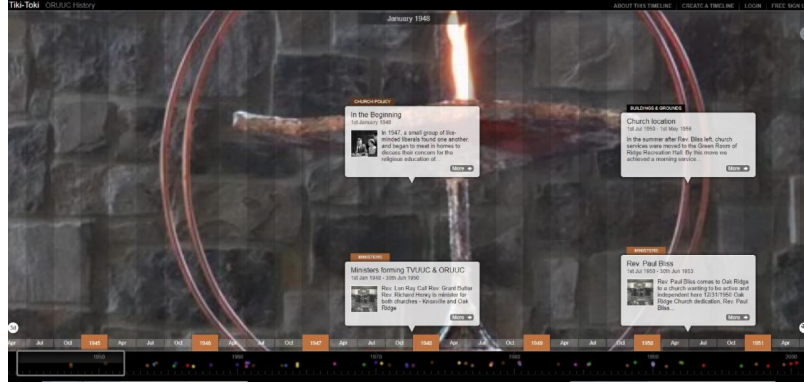 Tiki-Toki ORUUC History
ABOUT THIS TIMELINE CREATE A TIMELINE LOGIN FREE SIGN
January 1948
CHURCH POLICY
In the Beginning
1st January 1948
In 1947, a small group of like-
minded liberals found one another,
and began to meet in homes to
discuss their concern for the
religious education of...
More
BUILDINGS & GROUNDS
Church location
1st Jul 1950 - 1st May 1956
In the summer after Rev. Bliss left, church
services were moved to the Green Room of
Ridge Recreation Hall. By this move we
achieved a morning service...
More
MINISTERS
Ministers forming TVUUC & ORUUC
1st Jan 1948 - 30th Jun 1950
Rev. Lon Ray Call Rev. Grant Butler
Rev. Richard Henry is minister for
both churches - Knoxville and Oak
Ridge
More
MINISTERS
Rev. Paul Bliss
1st Jul 1950 - 30th Jun 1953
Rev. Paul Bliss comes to Oak Ridge
to a church wanting to be active and
independent here 12/31/1950 Oak
Ridge Church dedication, Rev. Paul
Bliss...
More
Apr Jul Oct 1945 Apr Jul Oct 1946 Apr Jul Oct 1947 Apr Jul Oct 1948 Apr Jul Oct 1949 Apr Jul Oct 1950 Apr Jul Oct 1951 Apr
1950 1960 1970 1980 1990 2000